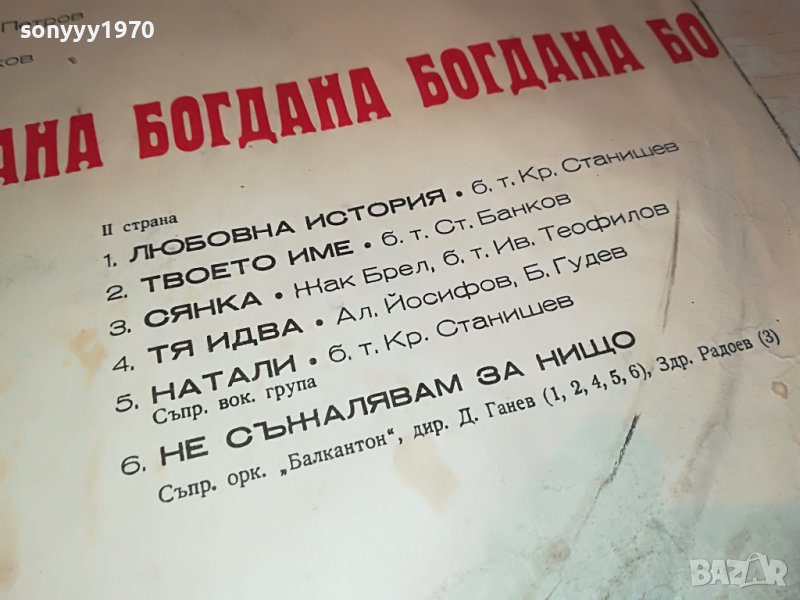 sonyyy1970
Петров
ков
АНА БОГДАНА БОГДАНА БО
II страна
1. ЛЮБОВНА ИСТОРИЯ • б. т. Кр. Станишев
2. ТВОЕТО ИМЕ • б. т. Ст. Банков
3. СЯНКА • Жак Брел, б. т. Ив. Теофилов
4. ТЯ ИДВА • Ал. Йосифов, Б. Гудев
5. НАТАЛИ • б. т. Кр. Станишев
Съпр. вок. група
6. НЕ СЪЖАЛЯВАМ ЗА НИЩО
Съпр. орк. „Балкантон“, дир. Д. Ганев (1, 2, 4, 5, 6), Здр. Радоев (3)
BAZAR
bg